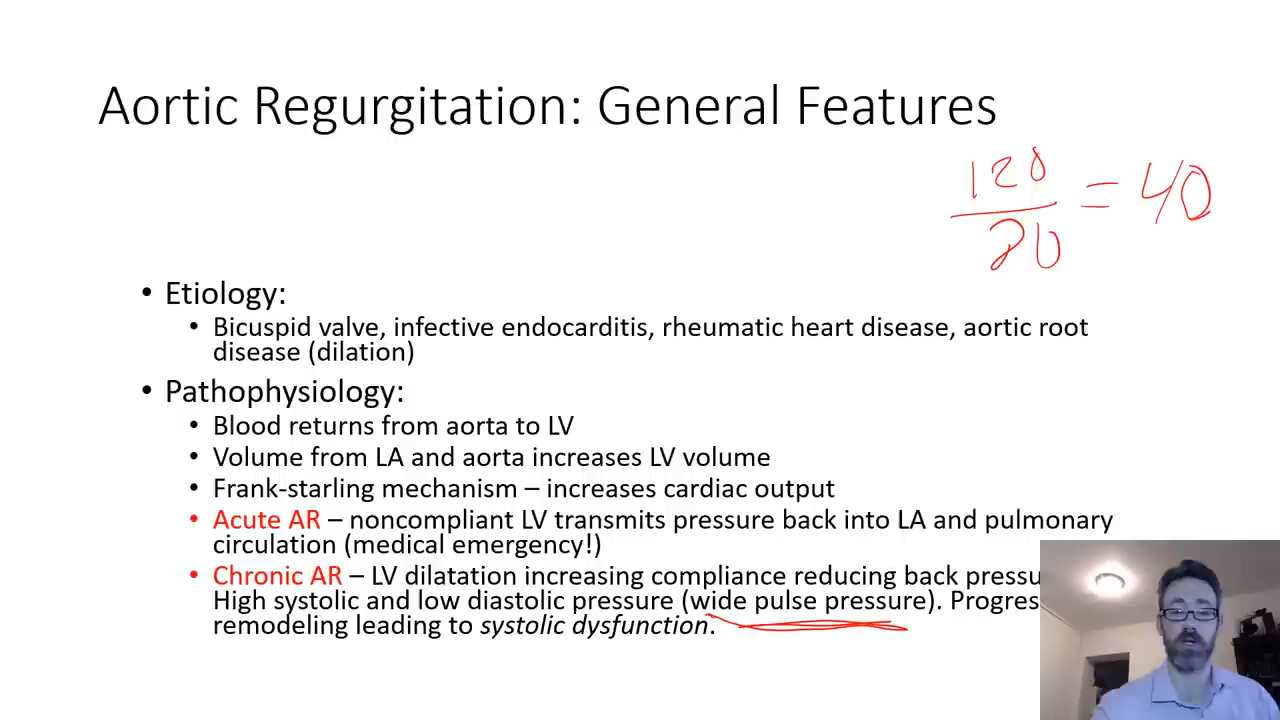 Aortic Regurgitation: General Features
120
80 = 40
• Etiology:
• Bicuspid valve, infective endocarditis, rheumatic heart disease, aortic root
disease (dilation)
• Pathophysiology:
• Blood returns from aorta to LV
• Volume from LA and aorta increases LV volume
• Frank-starling mechanism – increases cardiac output
• Acute AR – noncompliant LV transmits pressure back into LA and pulmonary
circulation (medical emergency!)
• Chronic AR – LV dilatation increasing compliance reducing back pressu
High systolic and low diastolic pressure (wide pulse pressure). Progres
remodeling leading to systolic dysfunction.